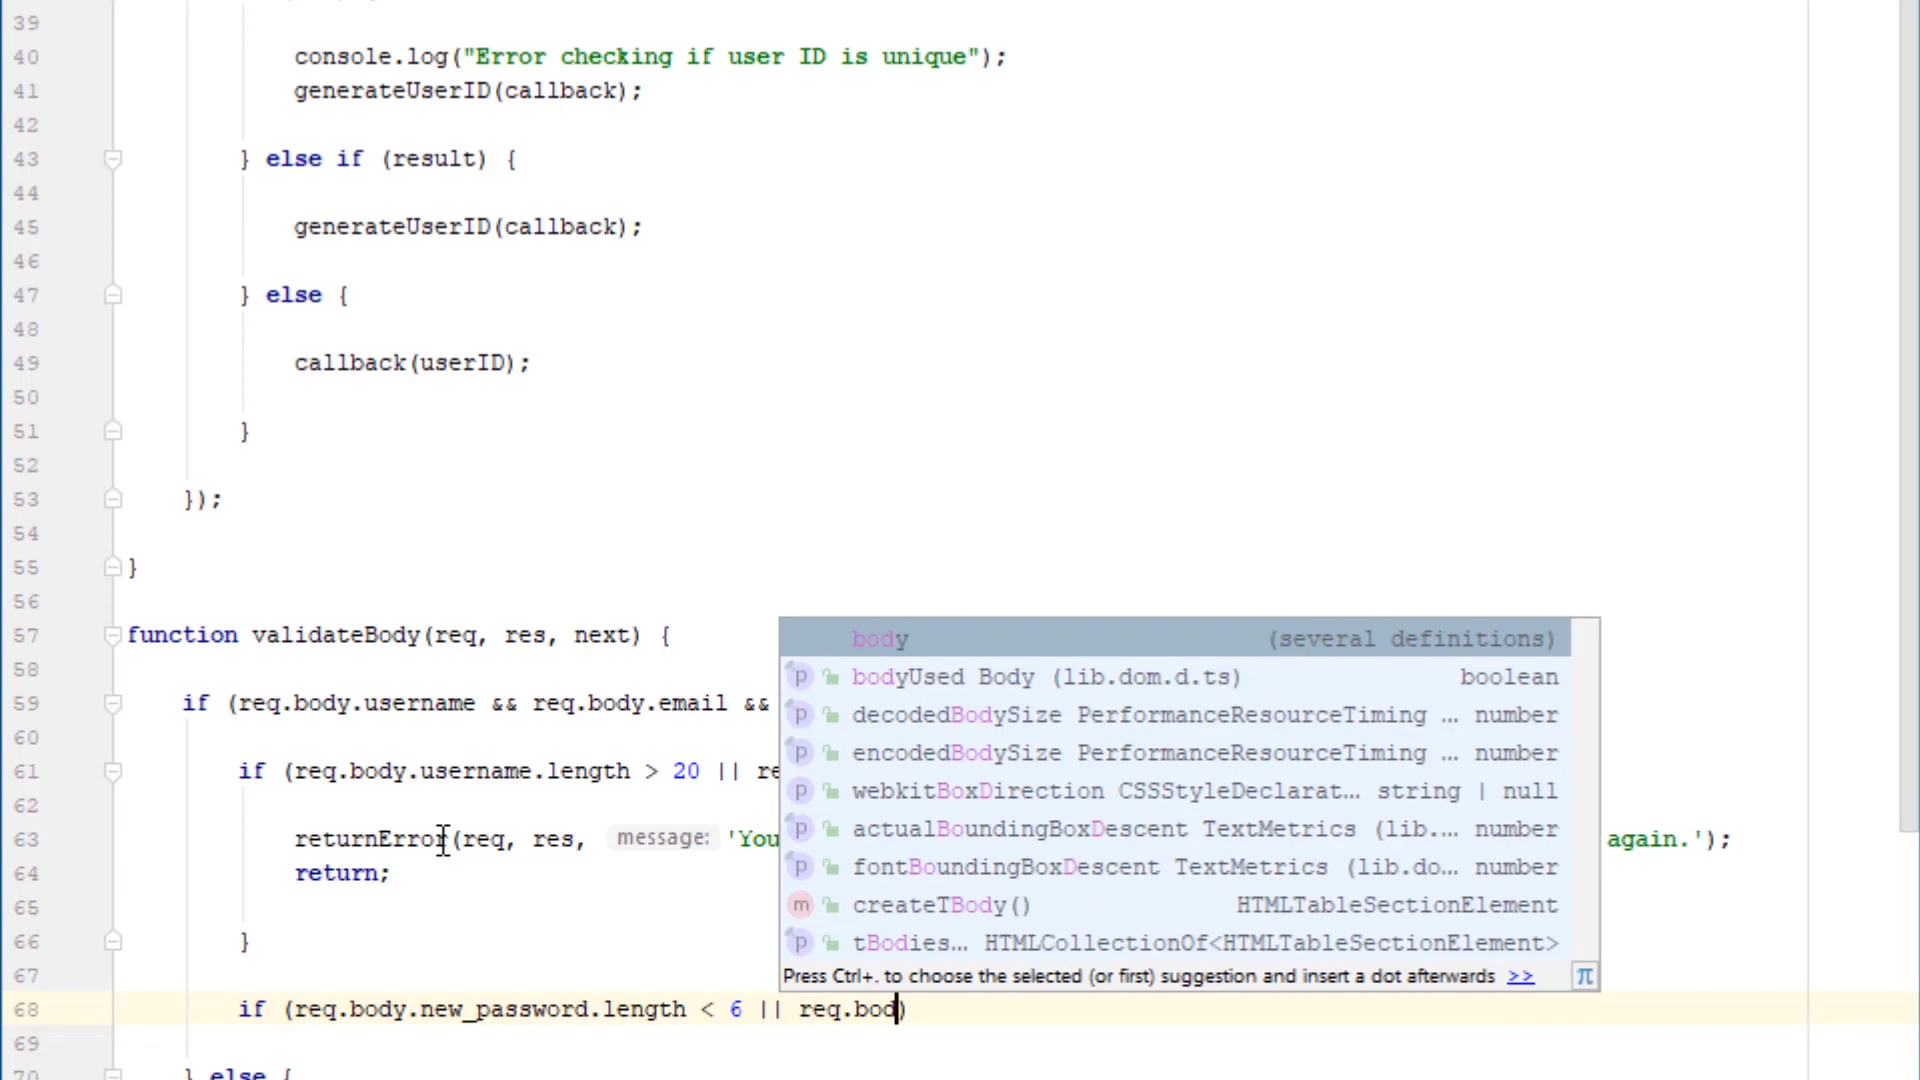 39
40 console.log("Error checking if user ID is unique");
41 generateUserID(callback);
42
43 } else if (result) {
44
45 generateUserID(callback);
46
47 } else {
48
49 callback(userID);
50
51 }
52
53 });
54
55 }
56
57 function validateBody(req, res, next) {
58
59 if (req.body.username && req.body.email &&
60
61 if (req.body.username.length > 20 || re
62
63 returnError(req, res, message: 'You again.');
64 return;
65
66 }
67
68 if (req.body.new_password.length < 6 || req.bod)
69
70 } else {
body (several definitions)
p bodyUsed Body (lib.dom.d.ts) boolean
p decodedBodySize PerformanceResourceTiming … number
p encodedBodySize PerformanceResourceTiming … number
p webkitBoxDirection CSSStyleDeclarat… string | null
p actualBoundingBoxDescent TextMetrics (lib.… number
p fontBoundingBoxDescent TextMetrics (lib.do… number
m createTBody() HTMLTableSectionElement
p tBodies… HTMLCollectionOf<HTMLTableSectionElement>
Press Ctrl+. to choose the selected (or first) suggestion and insert a dot afterwards >> π